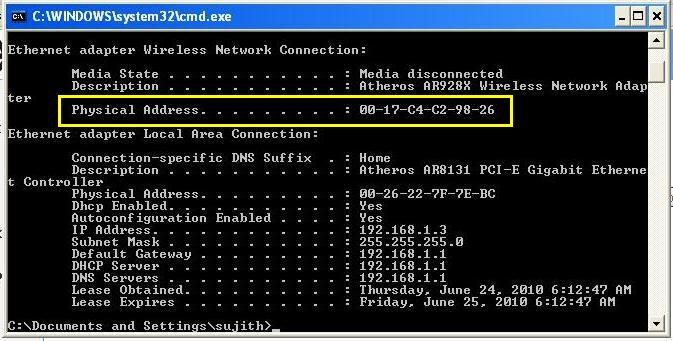 C:\WINDOWS\system32\cmd.exe
Ethernet adapter Wireless Network Connection:
Media State . . . . . . . . . . . : Media disconnected
Description . . . . . . . . . . . : Atheros AR928X Wireless Network Adap
ter
Physical Address. . . . . . . . . : 00-17-C4-C2-98-26
Ethernet adapter Local Area Connection:
Connection-specific DNS Suffix  . : Home
Description . . . . . . . . . . . : Atheros AR8131 PCI-E Gigabit Etherne
t Controller
Physical Address. . . . . . . . . : 00-26-22-7F-7E-BC
Dhcp Enabled. . . . . . . . . . . : Yes
Autoconfiguration Enabled . . . . : Yes
IP Address. . . . . . . . . . . . : 192.168.1.3
Subnet Mask . . . . . . . . . . . : 255.255.255.0
Default Gateway . . . . . . . . . : 192.168.1.1
DHCP Server . . . . . . . . . . . : 192.168.1.1
DNS Servers . . . . . . . . . . . : 192.168.1.1
Lease Obtained. . . . . . . . . . : Thursday, June 24, 2010 6:12:47 AM
Lease Expires . . . . . . . . . . : Friday, June 25, 2010 6:12:47 AM
C:\Documents and Settings\sujith>_